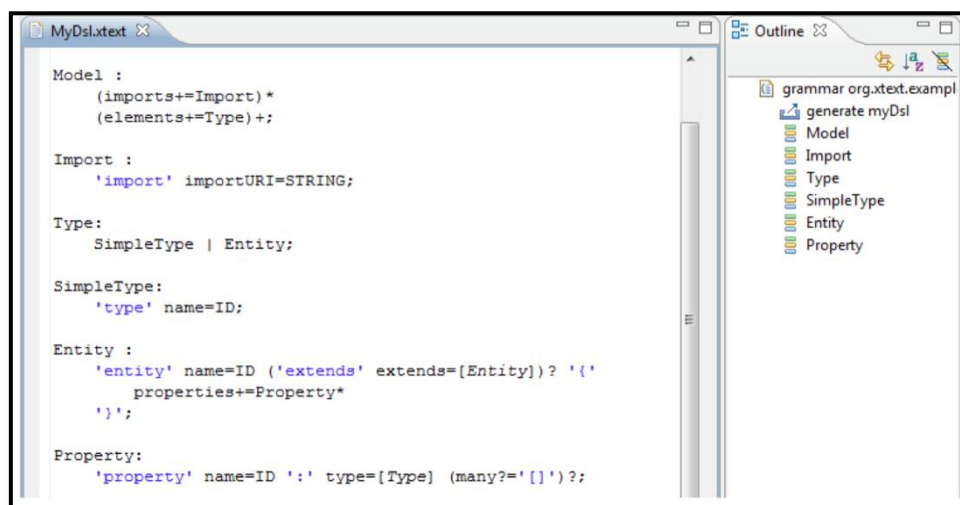 MyDsl.xtext
Model :
(imports+=Import)*
(elements+=Type)+;
Import :
'import' importURI=STRING;
Type:
SimpleType | Entity;
SimpleType:
'type' name=ID;
Entity :
'entity' name=ID ('extends' extends=[Entity])? '{'
properties+=Property*
'}';
Property:
'property' name=ID ':' type=[Type] (many?='[]')?;
Outline
grammar org.xtext.exampl
generate myDsl
Model
Import
Type
SimpleType
Entity
Property